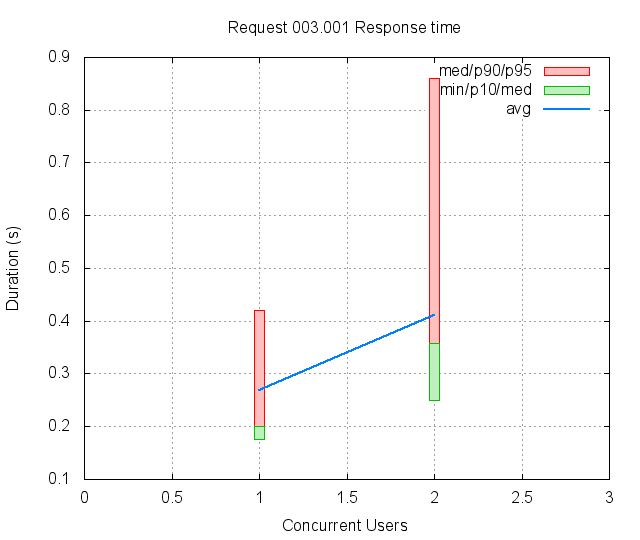 Request 003.001 Response time
med/p90/p95
min/p10/med
avg
Duration (s)
0.9
0.8
0.7
0.6
0.5
0.4
0.3
0.2
0.1
0 0.5 1 1.5 2 2.5 3
Concurrent Users